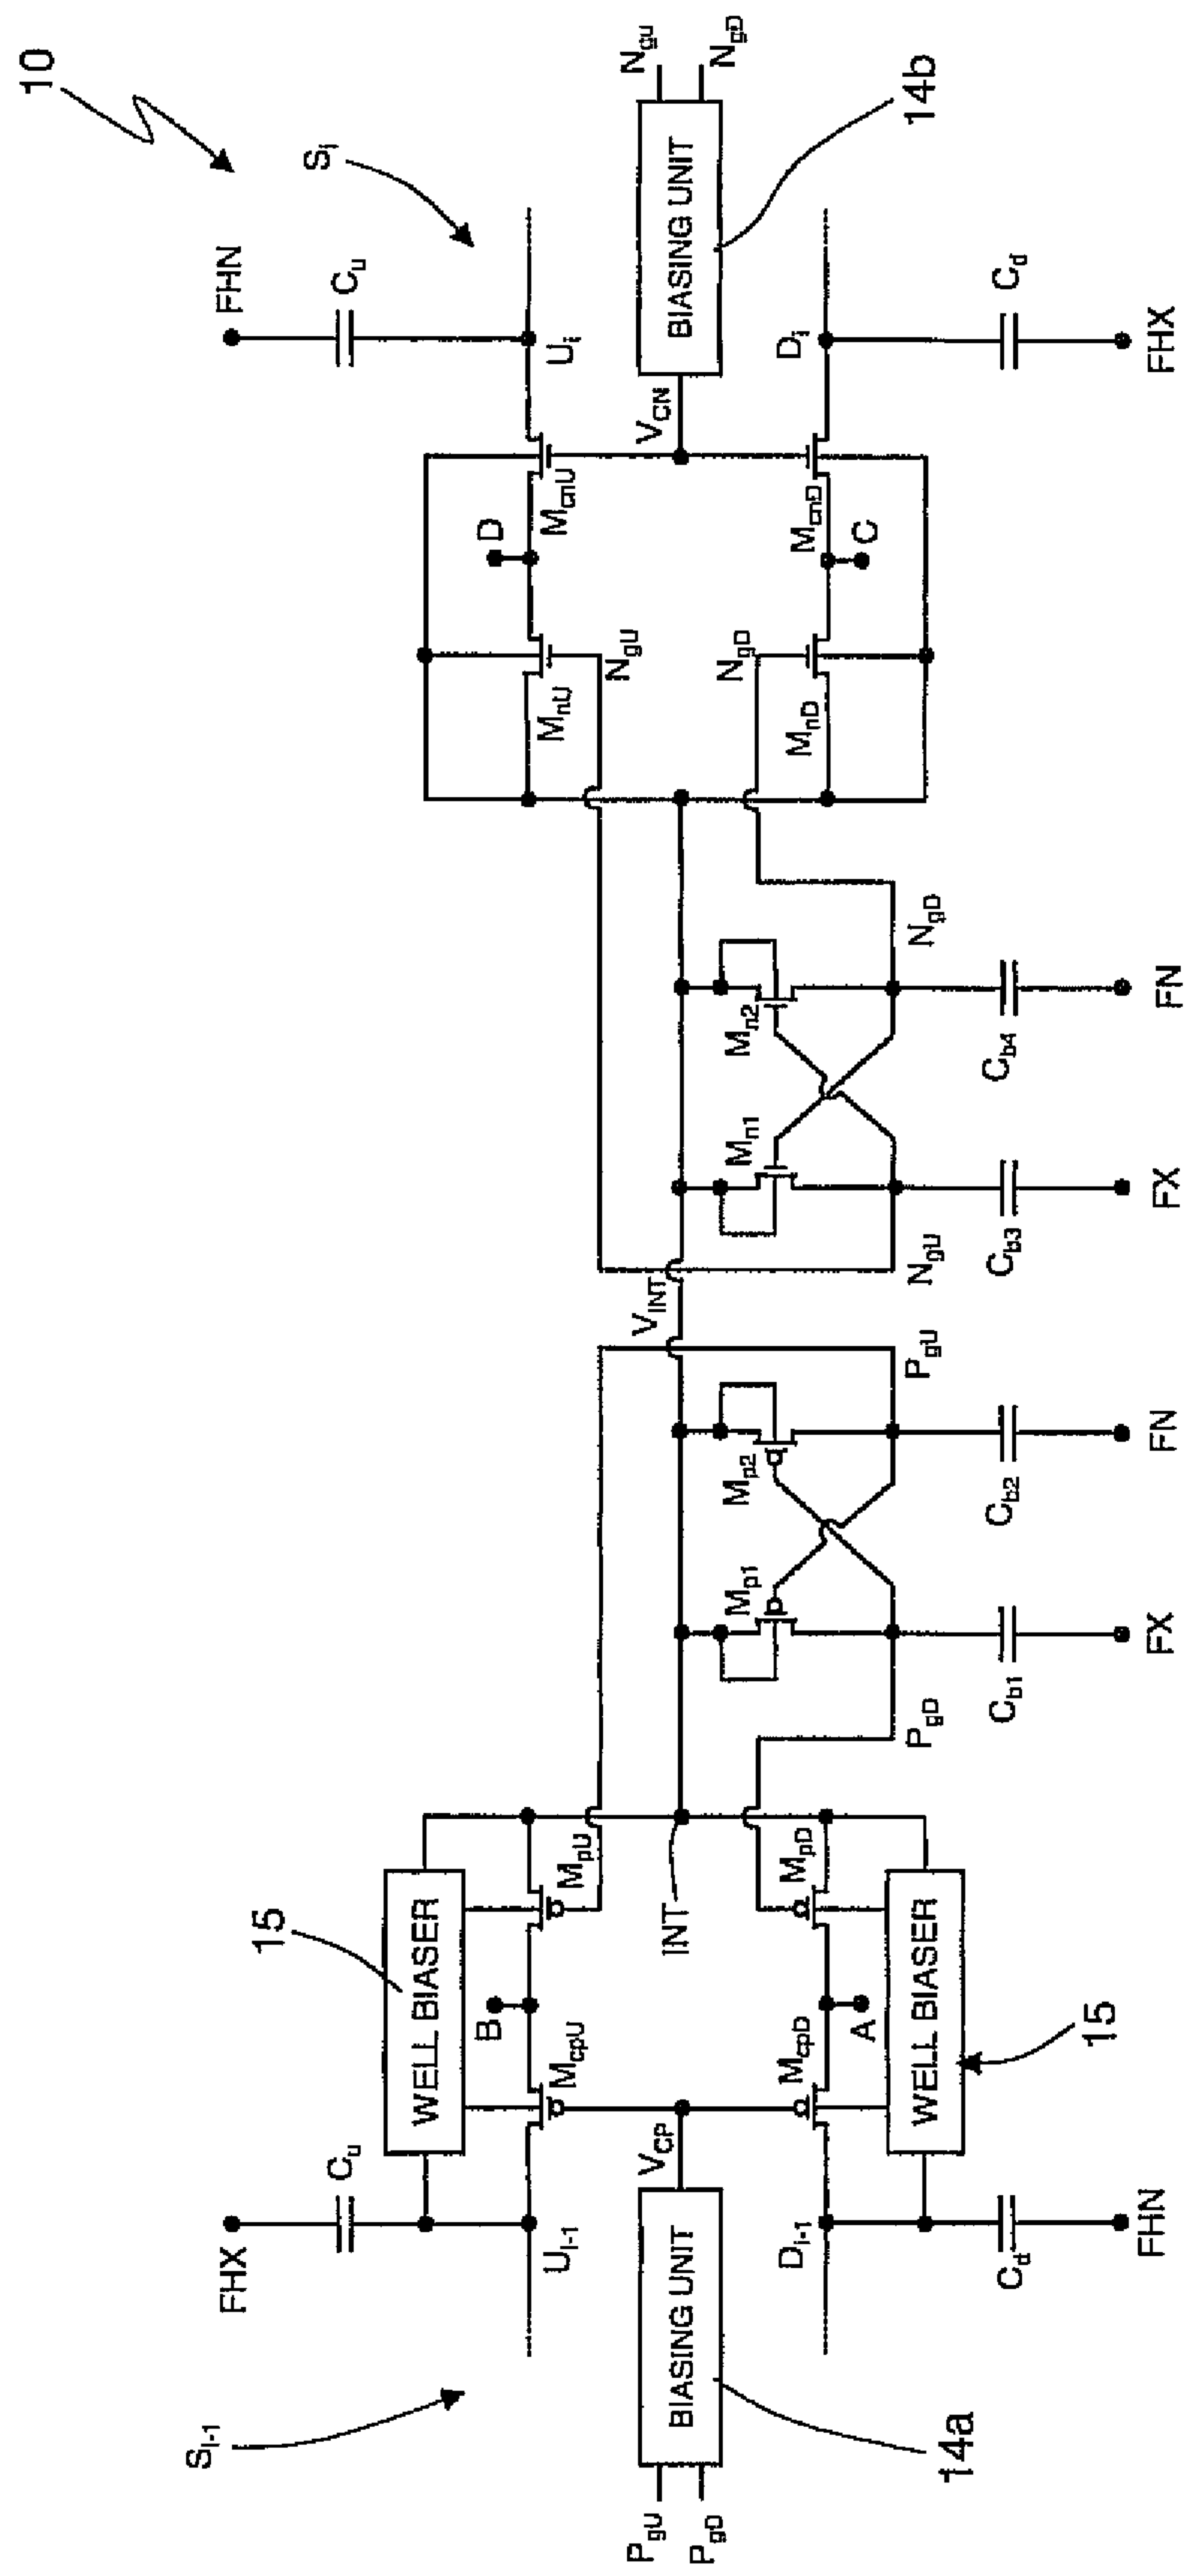 10
S_i-1
S_i
FHX
C_u
15
FHN
C_u
WELL BIASER
B
D
U_i-1
M_cpU
M_pU
M_nU
M_cnU
U_i
P_gU
P_gD
BIASING UNIT
14a
V_CP
INT
V_INT
N_gU
N_gD
V_CN
BIASING UNIT
N_gU
N_gD
14b
M_p1
M_p2
M_n1
M_n2
D_i-1
M_cpD
M_pD
M_nD
M_cnD
D_i
A
C
WELL BIASER
15
P_gD
P_gU
N_gU
N_gD
C_d
C_b1
C_b2
C_b3
C_b4
C_d
FHN
FX
FN
FX
FN
FHX